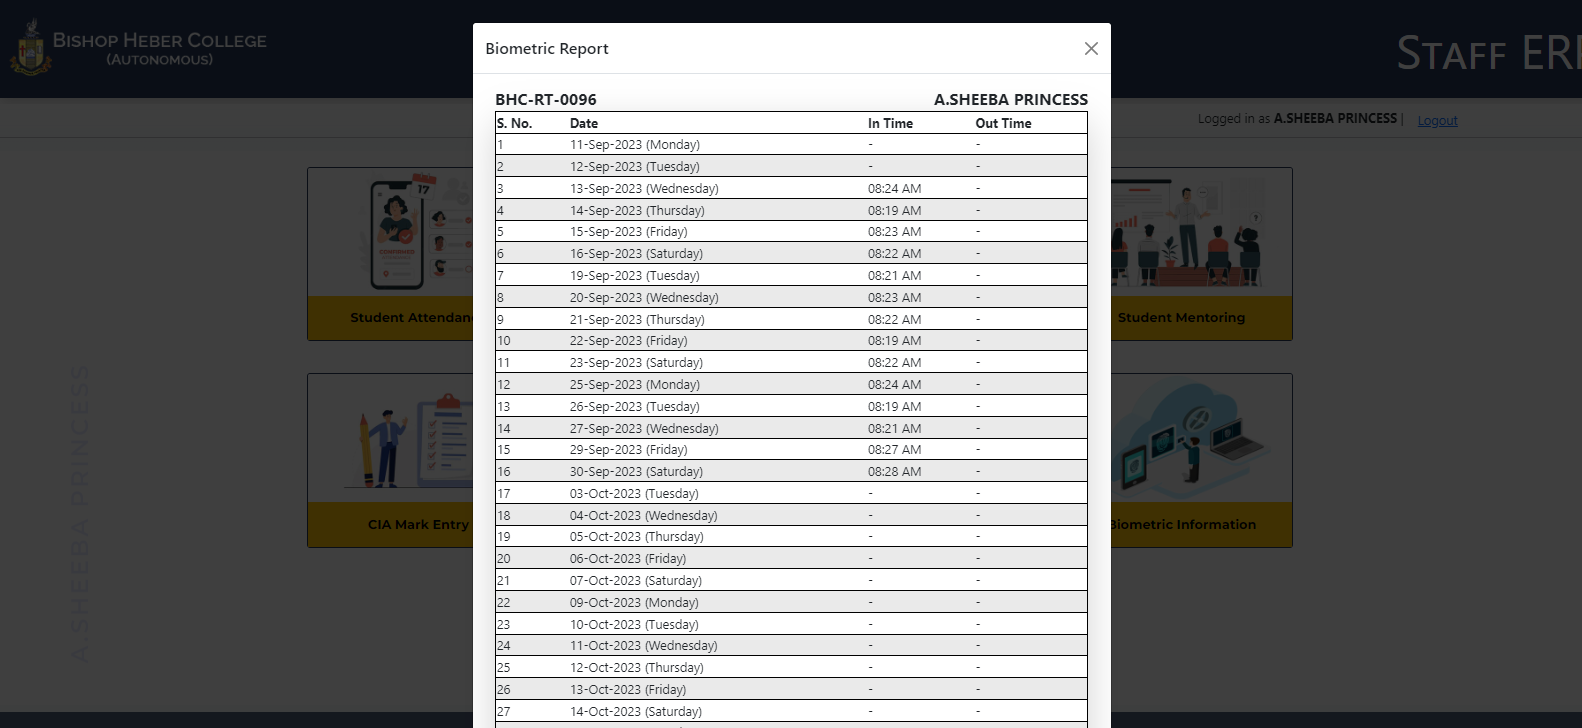 BISHOP HEBER COLLEGE
(AUTONOMOUS)
STAFF ERP
Logged in as A.SHEEBA PRINCESS | Logout
Biometric Report
BHC-RT-0096 A.SHEEBA PRINCESS
S. No. Date In Time Out Time
1 11-Sep-2023 (Monday) - -
2 12-Sep-2023 (Tuesday) - -
3 13-Sep-2023 (Wednesday) 08:24 AM -
4 14-Sep-2023 (Thursday) 08:19 AM -
5 15-Sep-2023 (Friday) 08:23 AM -
6 16-Sep-2023 (Saturday) 08:22 AM -
7 19-Sep-2023 (Tuesday) 08:21 AM -
8 20-Sep-2023 (Wednesday) 08:23 AM -
9 21-Sep-2023 (Thursday) 08:22 AM -
10 22-Sep-2023 (Friday) 08:19 AM -
11 23-Sep-2023 (Saturday) 08:22 AM -
12 25-Sep-2023 (Monday) 08:24 AM -
13 26-Sep-2023 (Tuesday) 08:19 AM -
14 27-Sep-2023 (Wednesday) 08:21 AM -
15 29-Sep-2023 (Friday) 08:27 AM -
16 30-Sep-2023 (Saturday) 08:28 AM -
17 03-Oct-2023 (Tuesday) - -
18 04-Oct-2023 (Wednesday) - -
19 05-Oct-2023 (Thursday) - -
20 06-Oct-2023 (Friday) - -
21 07-Oct-2023 (Saturday) - -
22 09-Oct-2023 (Monday) - -
23 10-Oct-2023 (Tuesday) - -
24 11-Oct-2023 (Wednesday) - -
25 12-Oct-2023 (Thursday) - -
26 13-Oct-2023 (Friday) - -
27 14-Oct-2023 (Saturday) - -
17
CONFIRMED
Student Attendan
Student Mentoring
CIA Mark Entry
Biometric Information
A.SHEEBA PRINCESS